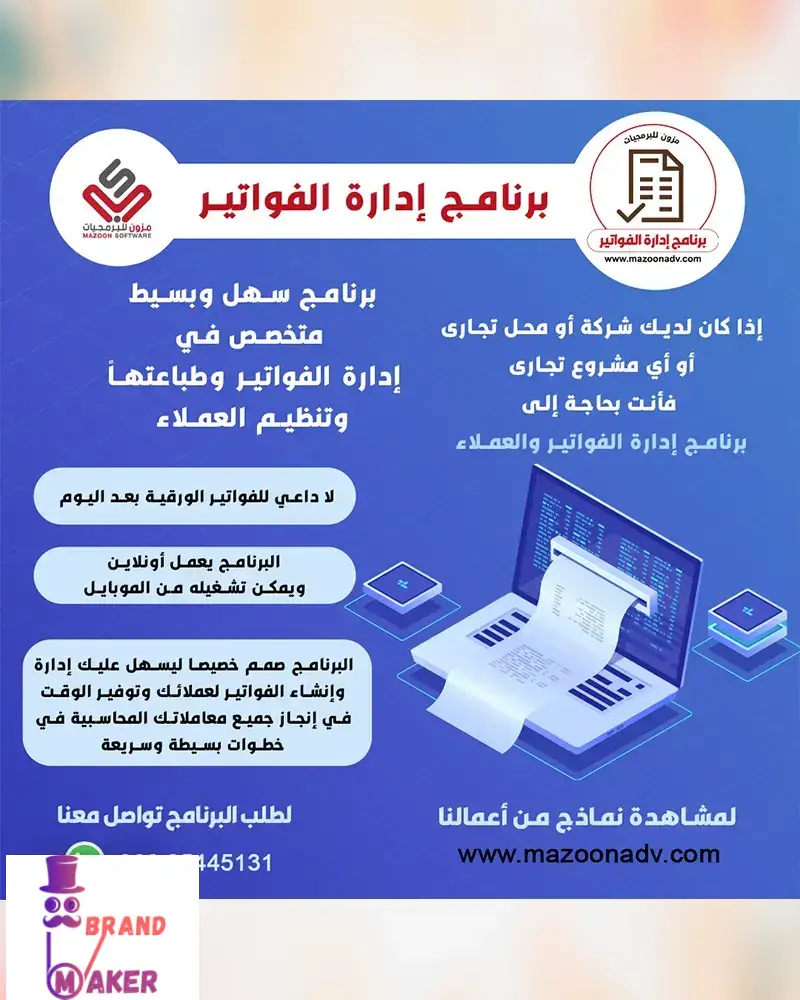 مزون للبرمجيات
MAZOON SOFTWARE
برنامج إدارة الفواتير
مزون للبرمجيات
برنامج إدارة الفواتير
www.mazoonadv.com
إذا كان لديك شركة أو محل تجارى
أو أي مشروع تجارى
فأنت بحاجة إلى
برنامج إدارة الفواتير والعملاء
برنامج سهل وبسيط
متخصص في
إدارة الفواتير وطباعتهاً
وتنظيم العملاء
لا داعي للفواتير الورقية بعد اليوم
البرنامج يعمل أونلاين
ويمكن تشغيله من الموبايل
البرنامج صمم خصيصا ليسهل عليك إدارة
وإنشاء الفواتير لعملائك وتوفير الوقت
في إنجاز جميع معاملاتك المحاسبية في
خطوات بسيطة وسريعة
لمشاهدة نماذج من أعمالنا
www.mazoonadv.com
لطلب البرنامج تواصل معنا
445131
BRAND
MAKER